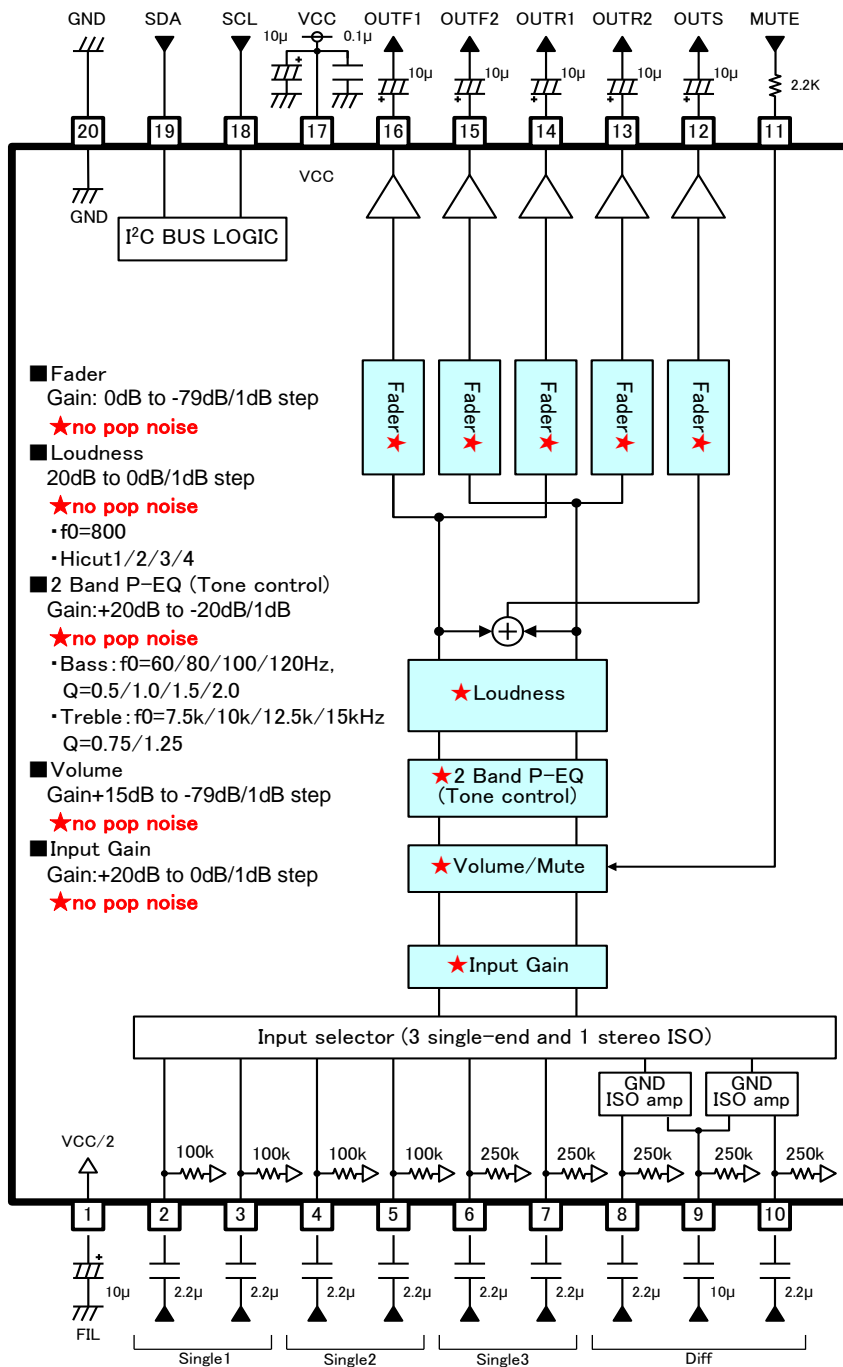 GND SDA SCL VCC OUTF1 OUTF2 OUTR1 OUTR2 OUTS MUTE
10μ + 0.1μ 10μ 10μ 10μ 10μ 10μ 2.2K
+ + + + +
20 19 18 17 16 15 14 13 12 11
VCC
GND
I²C BUS LOGIC
Fader★ Fader★ Fader★ Fader★ Fader★
■Fader
Gain: 0dB to -79dB/1dB step
★no pop noise
■Loudness
20dB to 0dB/1dB step
★no pop noise
・f0=800
・Hicut1/2/3/4
■2 Band P-EQ (Tone control)
Gain:+20dB to -20dB/1dB
★no pop noise
・Bass:f0=60/80/100/120Hz,
Q=0.5/1.0/1.5/2.0
・Treble:f0=7.5k/10k/12.5k/15kHz
Q=0.75/1.25
■Volume
Gain+15dB to -79dB/1dB step
★no pop noise
■Input Gain
Gain:+20dB to 0dB/1dB step
★no pop noise
+
★Loudness
★2 Band P-EQ
(Tone control)
★Volume/Mute
★Input Gain
Input selector (3 single-end and 1 stereo ISO)
GND
ISO amp
GND
ISO amp
VCC/2
100k 100k 100k 100k 250k 250k 250k 250k 250k
1 2 3 4 5 6 7 8 9 10
+
10μ 2.2μ 2.2μ 2.2μ 2.2μ 2.2μ 2.2μ 2.2μ 10μ 2.2μ
FIL
Single1 Single2 Single3 Diff